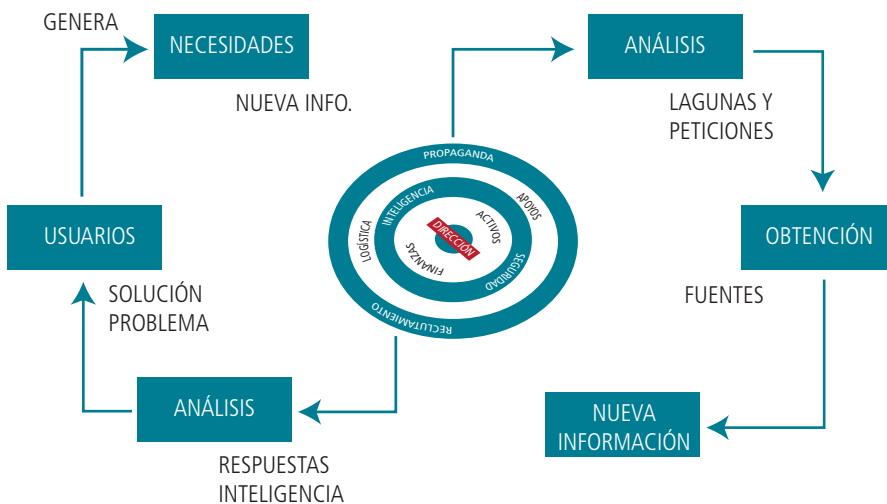 GENERA
NECESIDADES
NUEVA INFO.
ANÁLISIS
LAGUNAS Y
PETICIONES
PROPAGANDA
INTELIGENCIA
APOYOS
LOGÍSTICA
ACTIVOS
DIRECCIÓN
FINANZAS
SEGURIDAD
RECLUTAMIENTO
USUARIOS
OBTENCIÓN
SOLUCIÓN
PROBLEMA
FUENTES
ANÁLISIS
NUEVA
INFORMACIÓN
RESPUESTAS
INTELIGENCIA